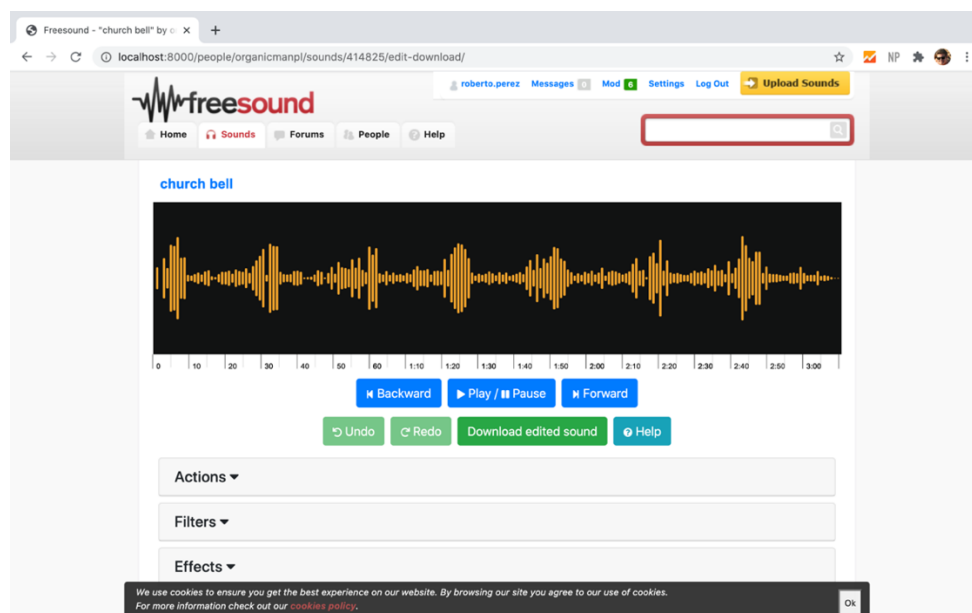 Freesound - "church bell" by o
localhost:8000/people/organicmanpl/sounds/414825/edit-download/
NP
freesound
roberto.perez Messages 0 Mod 6 Settings Log Out Upload Sounds
Home Sounds Forums People Help
church bell
0 10 20 30 40 50 60 1:10 1:20 1:30 1:40 1:50 2:00 2:10 2:20 2:30 2:40 2:50 3:00
Backward Play / Pause Forward
Undo Redo Download edited sound Help
Actions
Filters
Effects
We use cookies to ensure you get the best experience on our website. By browsing our site you agree to our use of cookies.
For more information check out our cookies policy.
Ok